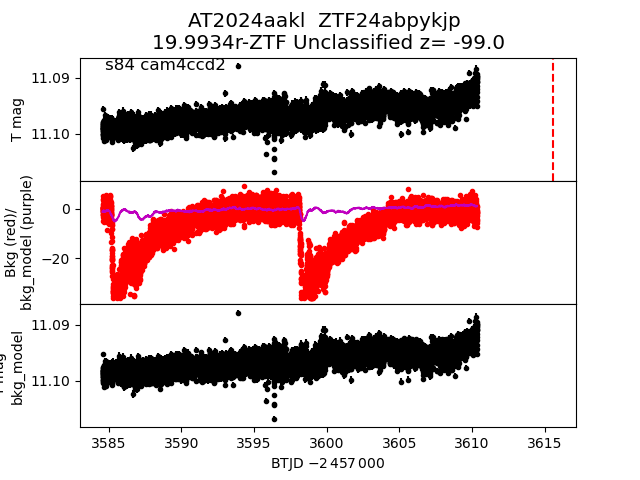 AT2024aakl ZTF24abpykjp
19.9934r-ZTF Unclassified z= -99.0
s84 cam4ccd2
T mag
11.09
11.10
Bkg (red)/
bkg_model (purple)
0
−20
bkg_model
11.09
11.10
3585 3590 3595 3600 3605 3610 3615
BTJD −2 457 000